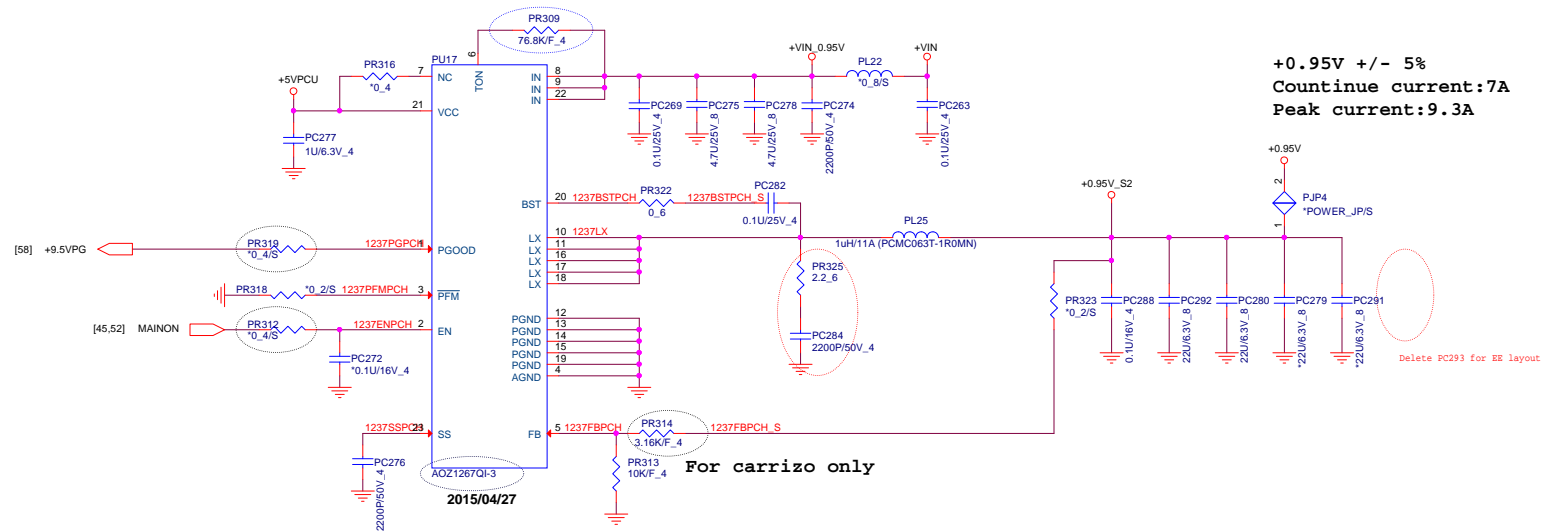 PR309
76.8K/F_4
6
PU17
PR316
*0_4
7
NC
TON
+5VPCU
21
VCC
PC277
1U/6.3V_4
IN
8
IN
9
IN
22
+VIN_0.95V
PL22
*0_8/S
+VIN
PC269
0.1U/25V_4
PC275
4.7U/25V_8
PC278
4.7U/25V_8
PC274
2200P/50V_4
PC263
0.1U/25V_4
+0.95V +/- 5%
Countinue current:7A
Peak current:9.3A
+0.95V
2
PJP4
*POWER_JP/S
1
+0.95V_S2
BST
20
1237BSTPCH
PR322
0_6
1237BSTPCH_S
PC282
0.1U/25V_4
LX
10
1237LX
LX
11
LX
16
LX
17
LX
18
PL25
1uH/11A (PCMC063T-1R0MN)
[58]
+9.5VPG
PR319
*0_4/S
1237PGPCH
PGOOD
PR318
*0_2/S
1237PFMPCH
3
PFM
[45,52]
MAINON
PR312
*0_4/S
1237ENPCH
2
EN
PC272
*0.1U/16V_4
PGND
12
PGND
13
PGND
14
PGND
15
PGND
19
AGND
4
PR325
2.2_6
PC284
2200P/50V_4
PR323
*0_2/S
PC288
0.1U/16V_4
PC292
22U/6.3V_8
PC280
22U/6.3V_8
PC279
*22U/6.3V_8
PC291
*22U/6.3V_8
Delete PC293 for EE layout
1237SSPCH
23
SS
PC276
2200P/50V_4
FB
5
1237FBPCH
PR314
3.16K/F_4
1237FBPCH_S
PR313
10K/F_4
For carrizo only
AOZ1267QI-3
2015/04/27